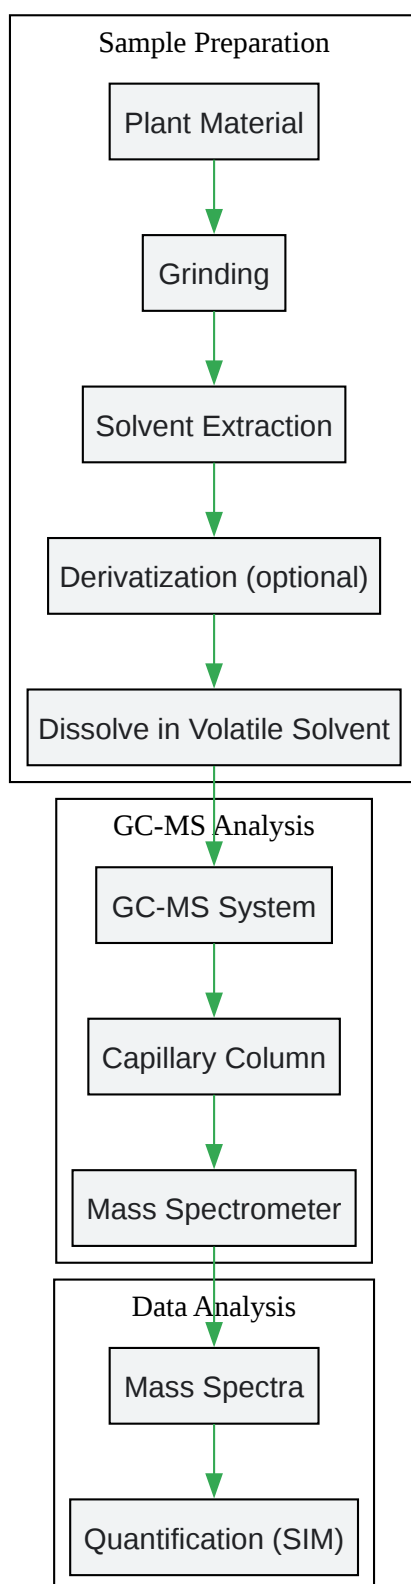 Sample Preparation
Plant Material
Grinding
Solvent Extraction
Derivatization (optional)
Dissolve in Volatile Solvent
GC-MS Analysis
GC-MS System
Capillary Column
Mass Spectrometer
Data Analysis
Mass Spectra
Quantification (SIM)